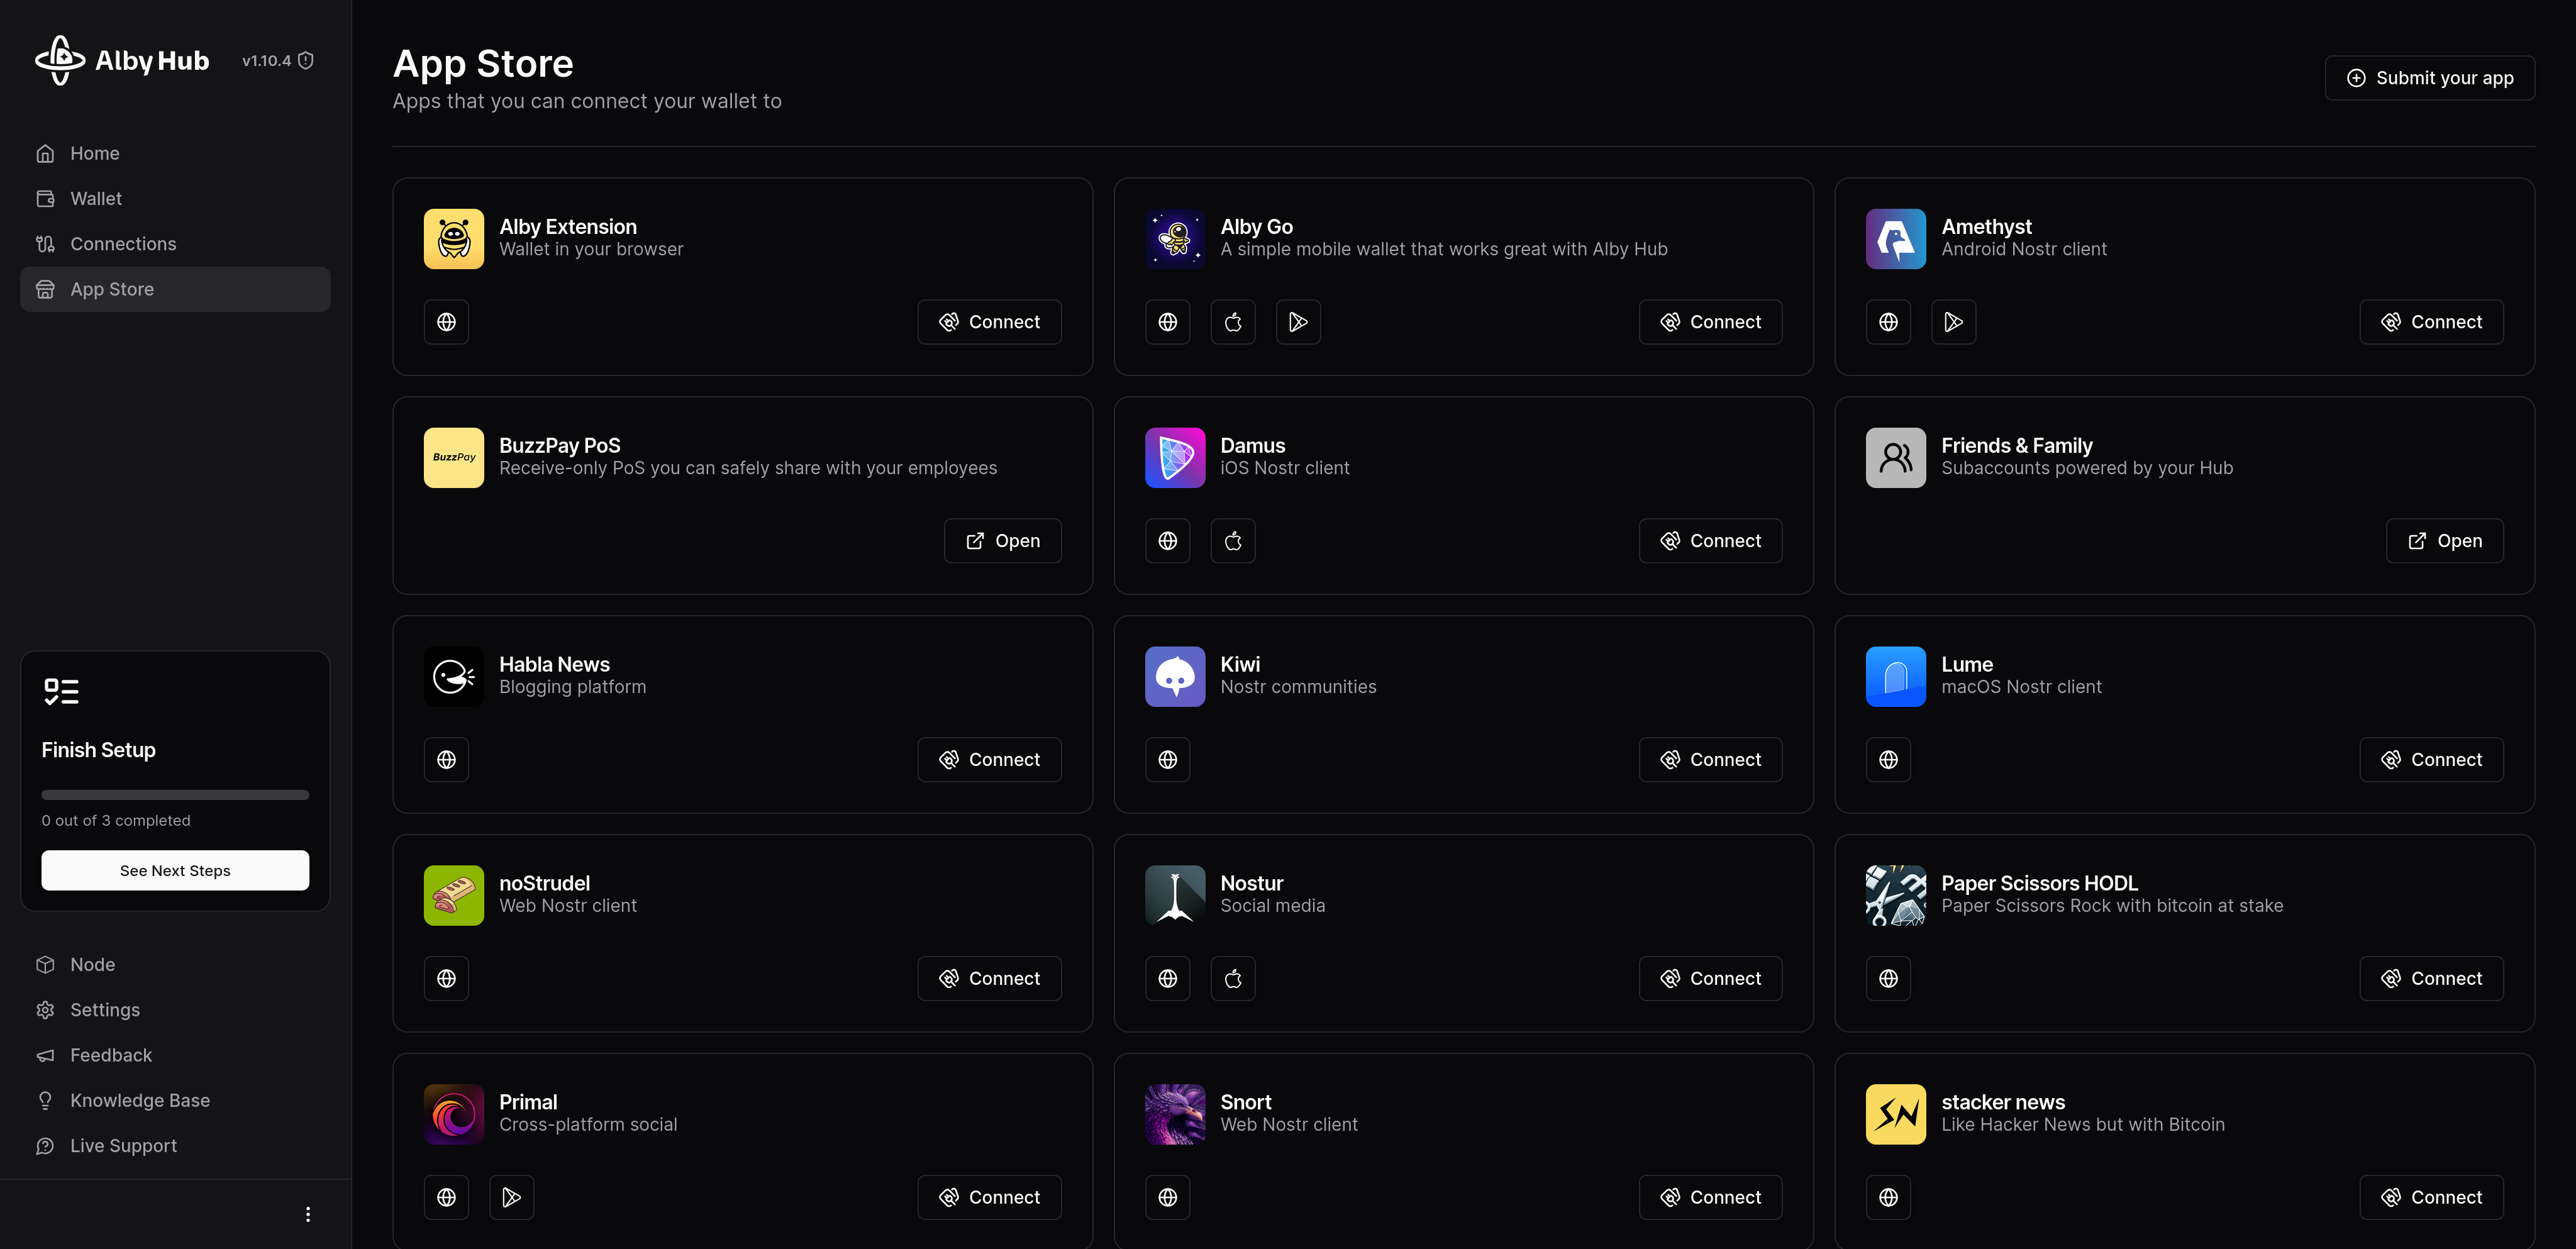 Alby Hub
v1.10.4
Home
Wallet
Connections
App Store
Finish Setup
0 out of 3 completed
See Next Steps
Node
Settings
Feedback
Knowledge Base
Live Support
App Store
Apps that you can connect your wallet to
Submit your app
Alby Extension
Wallet in your browser
Connect
Alby Go
A simple mobile wallet that works great with Alby Hub
Connect
Amethyst
Android Nostr client
Connect
BuzzPay
BuzzPay PoS
Receive-only PoS you can safely share with your employees
Open
Damus
iOS Nostr client
Connect
Friends & Family
Subaccounts powered by your Hub
Open
Habla News
Blogging platform
Connect
Kiwi
Nostr communities
Connect
Lume
macOS Nostr client
Connect
noStrudel
Web Nostr client
Connect
Nostur
Social media
Connect
Paper Scissors HODL
Paper Scissors Rock with bitcoin at stake
Connect
Primal
Cross-platform social
Connect
Snort
Web Nostr client
Connect
SN
stacker news
Like Hacker News but with Bitcoin
Connect